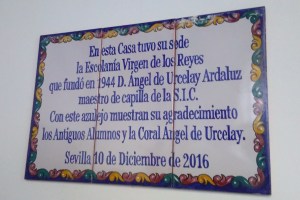 En esta Casa tuvo su sede
la Escolanía Virgen de los Reyes
que fundó en 1944 D. Ángel de Urcelay Ardaluz
maestro de capilla de la S.I.C.
Con este azulejo muestran su agradecimiento
los Antiguos Alumnos y la Coral Ángel de Urcelay.
Sevilla 10 de Diciembre de 2016